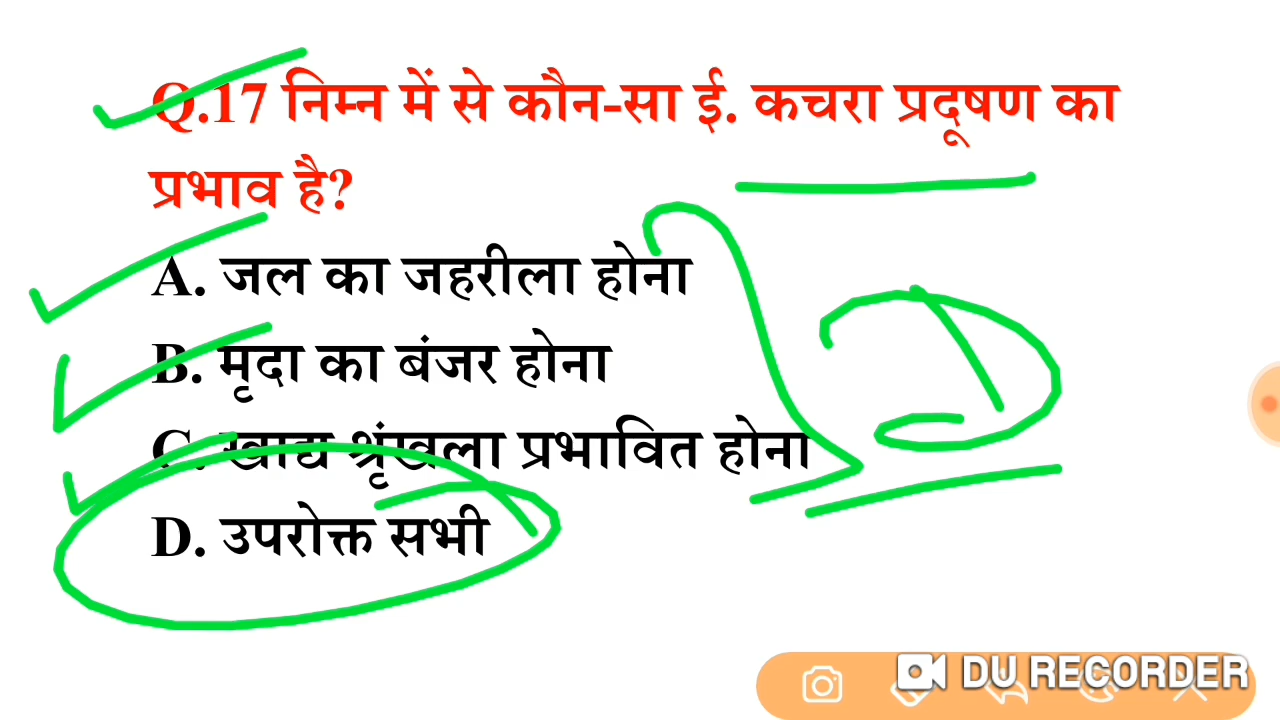 Q.17 निम्न में से कौन-सा ई. कचरा प्रदूषण का
प्रभाव है?
A. जल का जहरीला होना
B. मृदा का बंजर होना
C. खाद्य श्रृंखला प्रभावित होना
D. उपरोक्त सभी
DU RECORDER